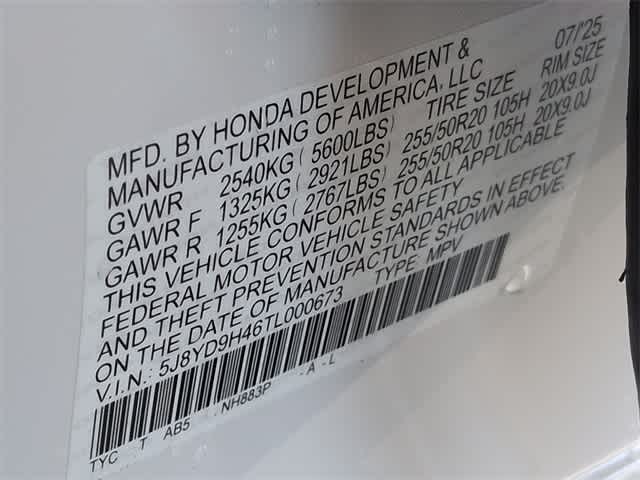 MFD. BY HONDA DEVELOPMENT & 07/'25
MANUFACTURING OF AMERICA, LLC
TIRE SIZE RIM SIZE
GVWR 2540KG ( 5600LBS)
GAWR F 1325KG ( 2921LBS) 255/50R20 105H 20X9.0J
GAWR R 1255KG ( 2767LBS) 255/50R20 105H 20X9.0J
THIS VEHICLE CONFORMS TO ALL APPLICABLE
FEDERAL MOTOR VEHICLE SAFETY
AND THEFT PREVENTION STANDARDS IN EFFECT
ON THE DATE OF MANUFACTURE SHOWN ABOVE.
V.I.N.: 5J8YD9H46TL000673 TYPE: MPV
TYC T AB5 NH883P - A - L